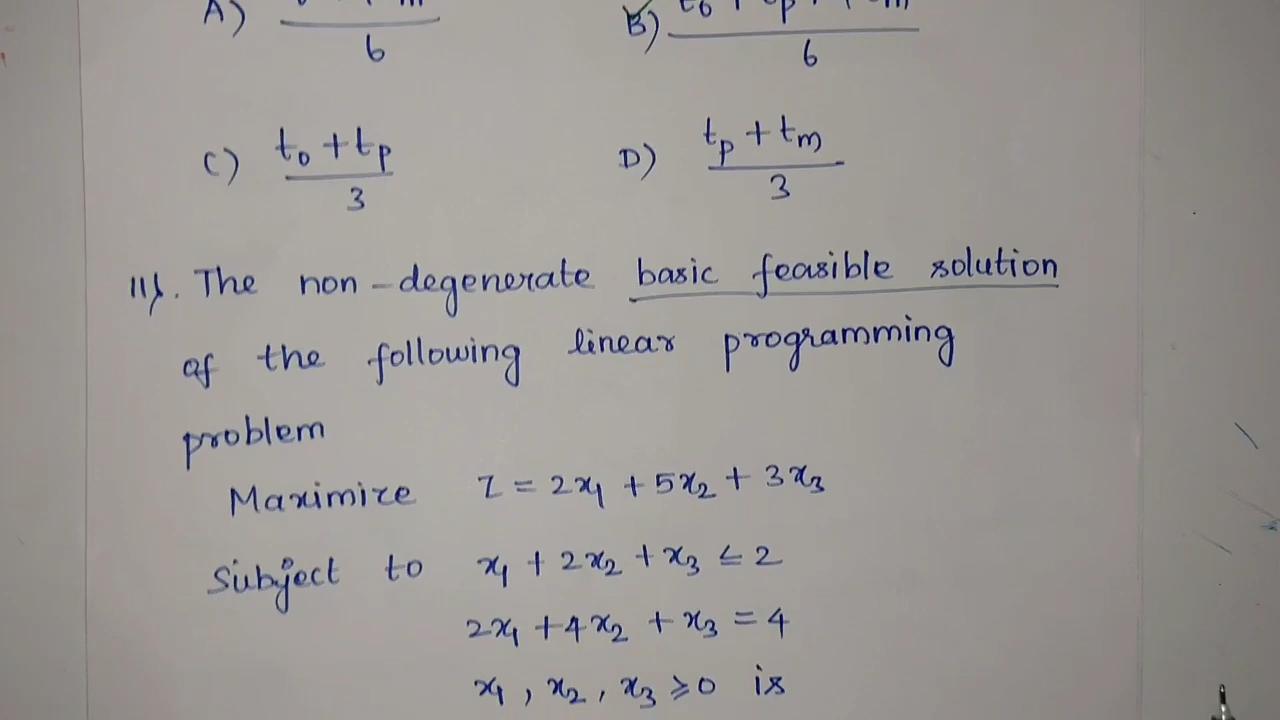 A)
6
B)
6
C) t₀ + tₚ / 3
D) tₚ + tₘ / 3
11). The non-degenerate basic feasible solution
of the following linear programming
problem
Maximize Z = 2x₁ + 5x₂ + 3x₃
Subject to x₁ + 2x₂ + x₃ ≤ 2
2x₁ + 4x₂ + x₃ = 4
x₁, x₂, x₃ ≥ 0 is